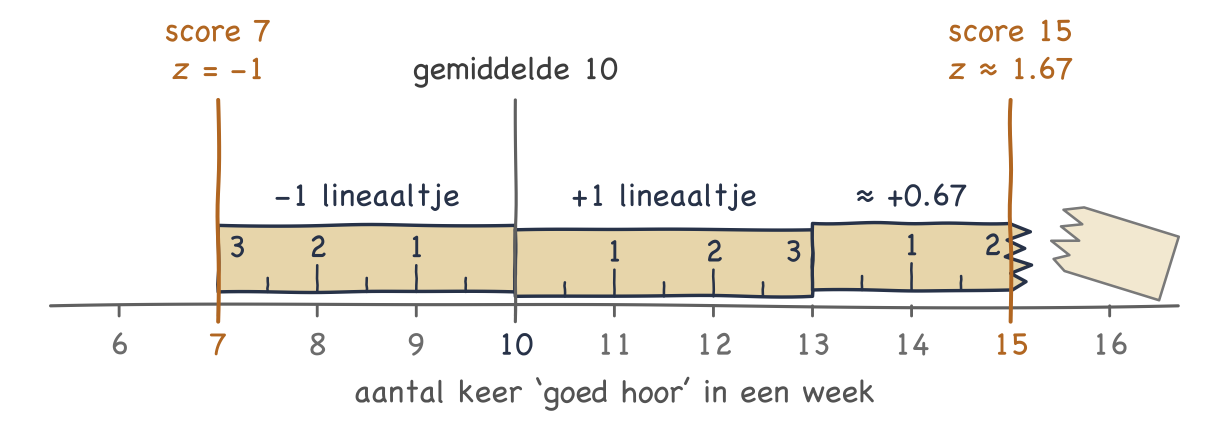 score 7
z = −1
gemiddelde 10
score 15
z ≈ 1.67
−1 lineaaltje
+1 lineaaltje
≈ +0.67
3 2 1
1 2 3
1 2
6 7 8 9 10 11 12 13 14 15 16
aantal keer ‘goed hoor’ in een week